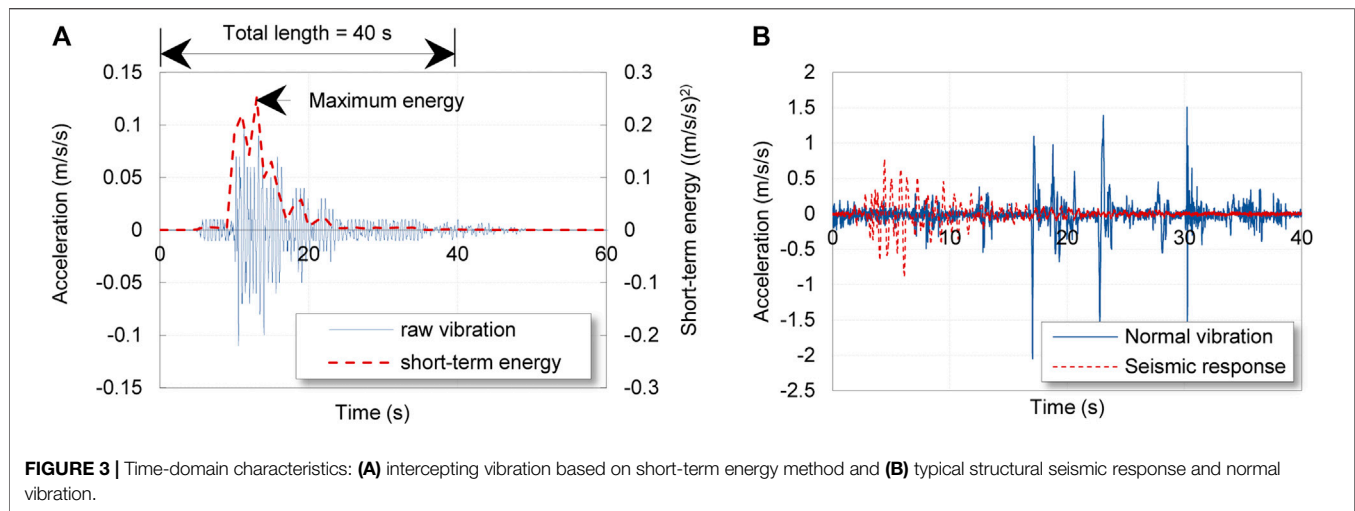 A
Total length = 40 s
0.15
0.1
0.05
0
-0.05
-0.1
-0.15
Acceleration (m/s/s)
0.3
0.2
0.1
0
-0.1
-0.2
-0.3
Short-term energy ((m/s/s)²)
Maximum energy
0
20
40
60
raw vibration
short-term energy
Time (s)
B
2
1.5
1
0.5
0
-0.5
-1
-1.5
-2
-2.5
Acceleration (m/s/s)
0
10
20
30
40
Normal vibration
Seismic response
Time (s)
FIGURE 3 | Time-domain characteristics: (A) intercepting vibration based on short-term energy method and (B) typical structural seismic response and normal
vibration.